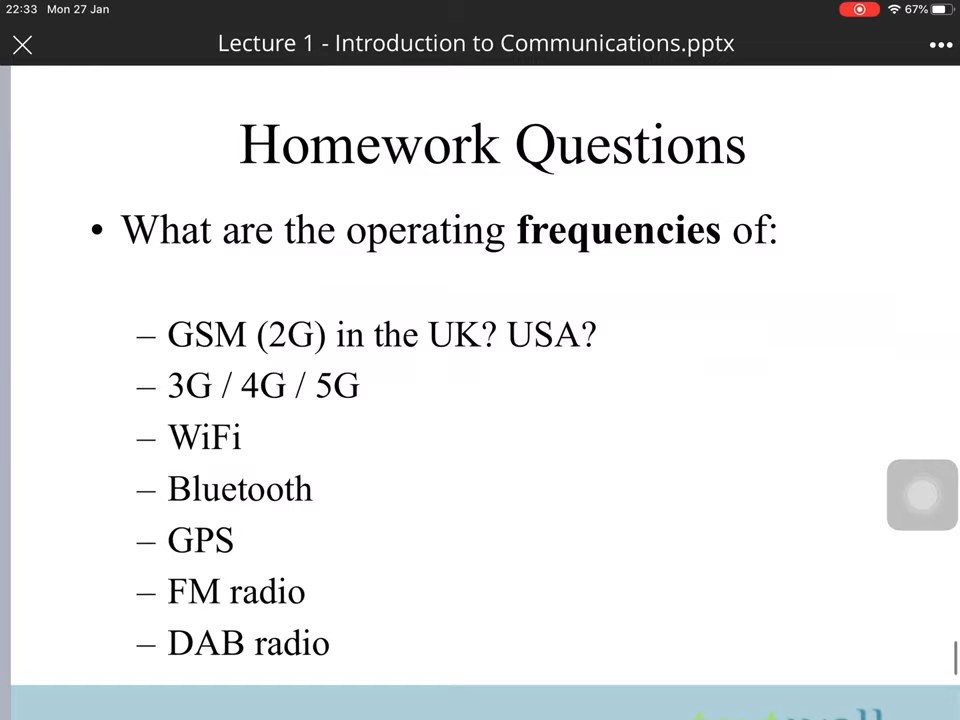 22:33 Mon 27 Jan 67%
Lecture 1 - Introduction to Communications.pptx
Homework Questions
• What are the operating frequencies of:
– GSM (2G) in the UK? USA?
– 3G / 4G / 5G
– WiFi
– Bluetooth
– GPS
– FM radio
– DAB radio